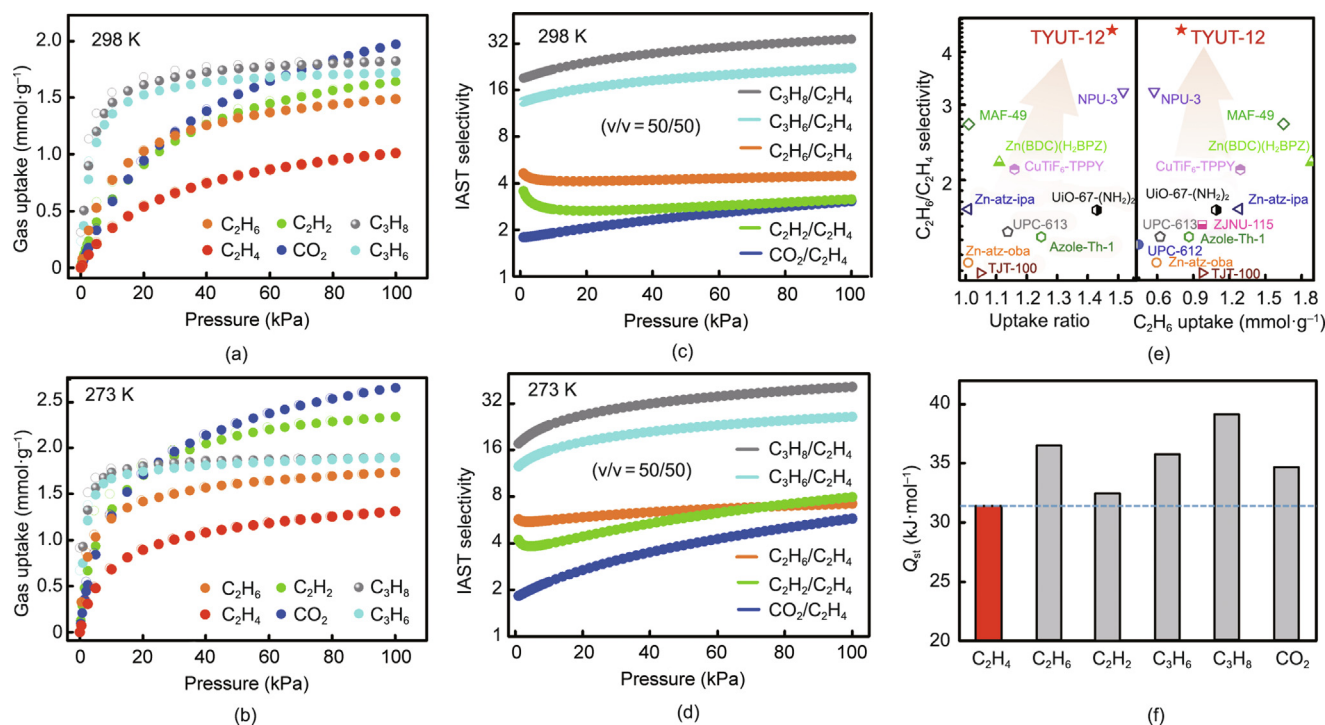 298 K
Gas uptake (mmol·g⁻¹)
2.0
1.5
1.0
0.5
0
C₂H₆ C₂H₂ C₃H₈
C₂H₄ CO₂ C₃H₆
0 20 40 60 80 100
Pressure (kPa)
(a)
298 K
IAST selectivity
32
16
8
4
2
1
(v/v = 50/50)
C₃H₈/C₂H₄
C₃H₆/C₂H₄
C₂H₆/C₂H₄
C₂H₂/C₂H₄
CO₂/C₂H₄
0 20 40 60 80 100
Pressure (kPa)
(c)
C₂H₆/C₂H₄ selectivity
4
3
2
TYUT-12
NPU-3
MAF-49
Zn(BDC)(H₂BPZ)
CuTiF₆-TPPY
Zn-atz-ipa
UiO-67-(NH₂)₂
UPC-613
Azole-Th-1
Zn-atz-oba
TJT-100
1.0 1.1 1.2 1.3 1.4 1.5
Uptake ratio
TYUT-12
NPU-3
MAF-49
Zn(BDC)(H₂BPZ)
CuTiF₆-TPPY
UiO-67-(NH₂)₂
Zn-atz-ipa
UPC-613
ZJNU-115
Azole-Th-1
UPC-612
Zn-atz-oba
TJT-100
0.6 0.9 1.2 1.5 1.8
C₂H₆ uptake (mmol·g⁻¹)
(e)
273 K
Gas uptake (mmol·g⁻¹)
2.5
2.0
1.5
1.0
0.5
0
C₂H₆ C₂H₂ C₃H₈
C₂H₄ CO₂ C₃H₆
0 20 40 60 80 100
Pressure (kPa)
(b)
273 K
IAST selectivity
32
16
8
4
2
1
C₃H₈/C₂H₄
(v/v = 50/50)
C₃H₆/C₂H₄
C₂H₆/C₂H₄
C₂H₂/C₂H₄
CO₂/C₂H₄
0 20 40 60 80 100
Pressure (kPa)
(d)
Qst (kJ·mol⁻¹)
40
35
30
25
20
C₂H₄ C₂H₆ C₂H₂ C₃H₆ C₃H₈ CO₂
(f)